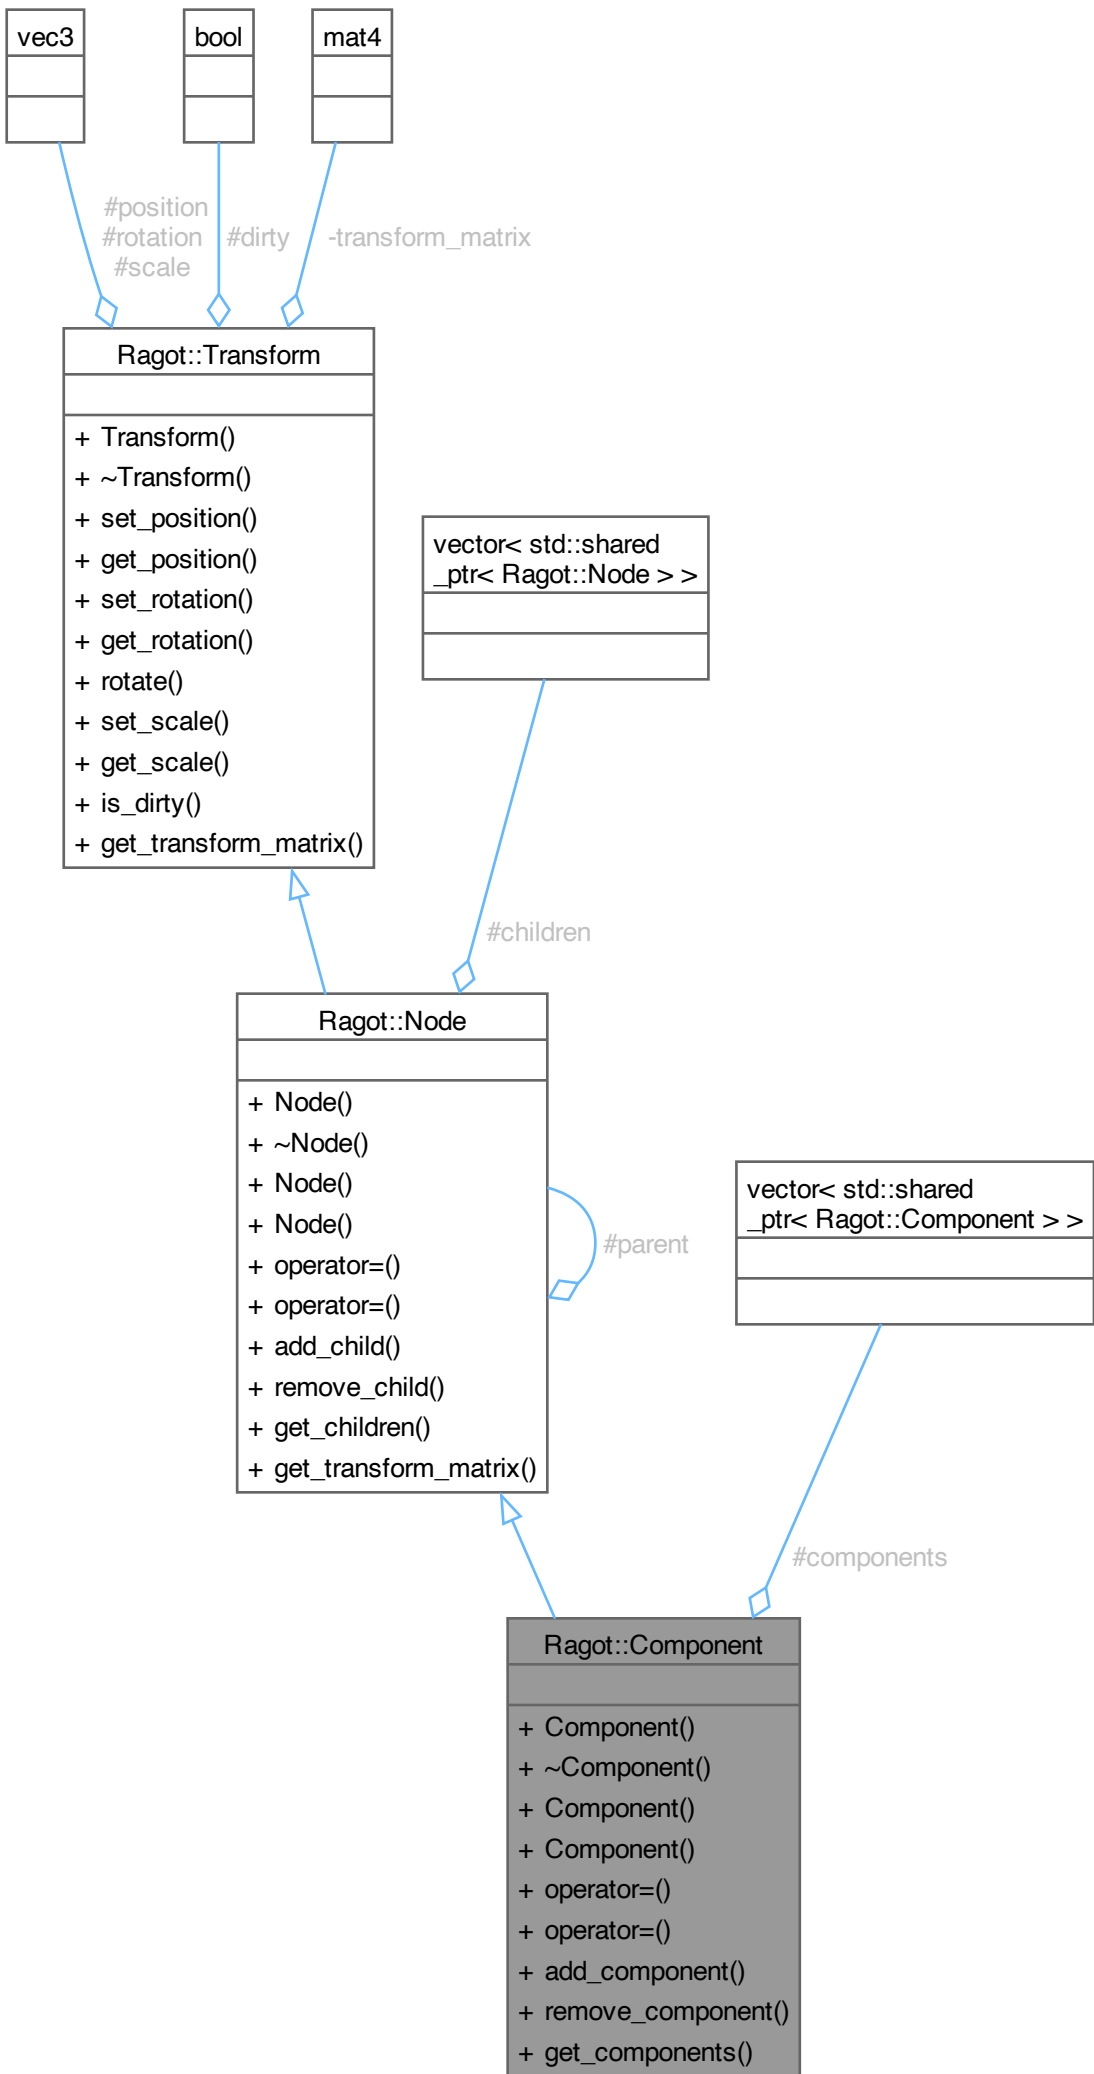 vec3
bool
mat4
#position
#rotation
#scale
#dirty
-transform_matrix
Ragot::Transform
+ Transform()
+ ~Transform()
+ set_position()
+ get_position()
+ set_rotation()
+ get_rotation()
+ rotate()
+ set_scale()
+ get_scale()
+ is_dirty()
+ get_transform_matrix()
vector< std::shared
_ptr< Ragot::Node > >
#children
Ragot::Node
+ Node()
+ ~Node()
+ Node()
+ Node()
+ operator=()
+ operator=()
+ add_child()
+ remove_child()
+ get_children()
+ get_transform_matrix()
#parent
vector< std::shared
_ptr< Ragot::Component > >
#components
Ragot::Component
+ Component()
+ ~Component()
+ Component()
+ Component()
+ operator=()
+ operator=()
+ add_component()
+ remove_component()
+ get_components()